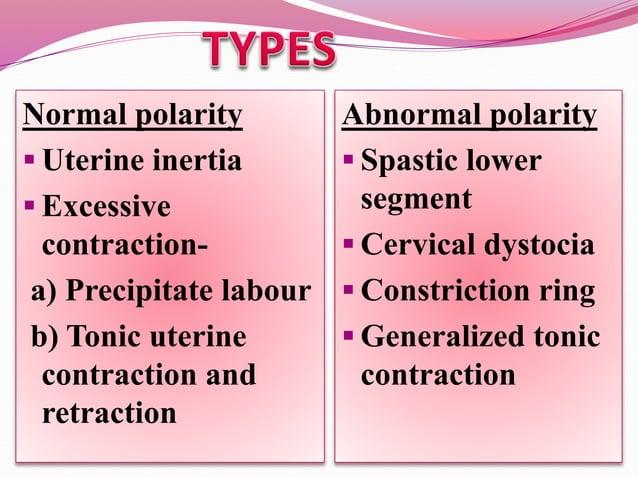 TYPES
Normal polarity
▪ Uterine inertia
▪ Excessive
contraction-
a) Precipitate labour
b) Tonic uterine
contraction and
retraction
Abnormal polarity
▪ Spastic lower
segment
▪ Cervical dystocia
▪ Constriction ring
▪ Generalized tonic
contraction